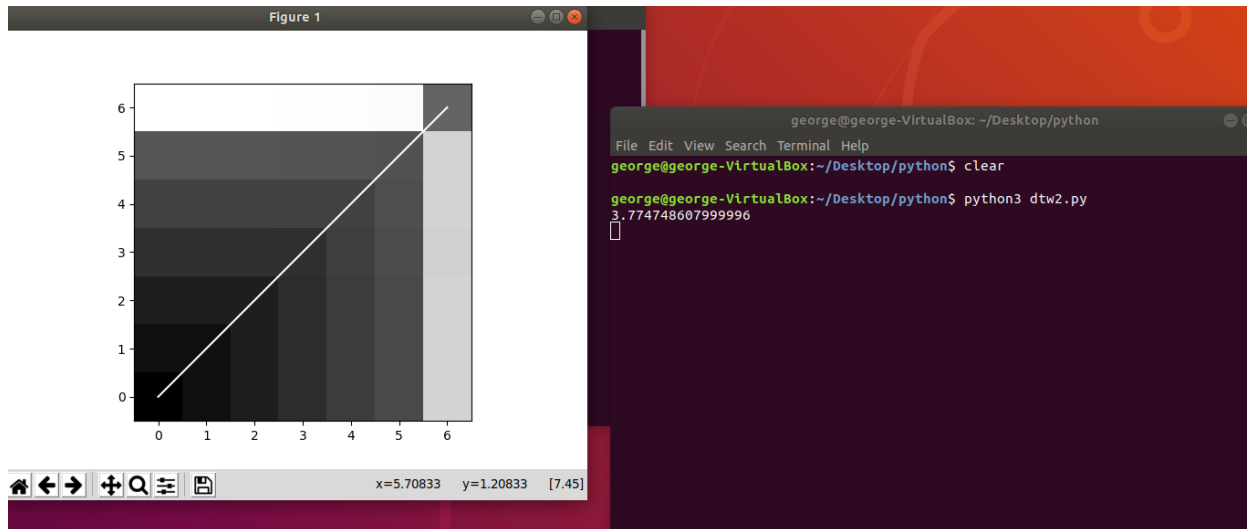 Figure 1
6
5
4
3
2
1
0
0 1 2 3 4 5 6
x=5.70833 y=1.20833 [7.45]
george@george-VirtualBox: ~/Desktop/python
File Edit View Search Terminal Help
george@george-VirtualBox:~/Desktop/python$ clear
george@george-VirtualBox:~/Desktop/python$ python3 dtw2.py
3.774748607999996